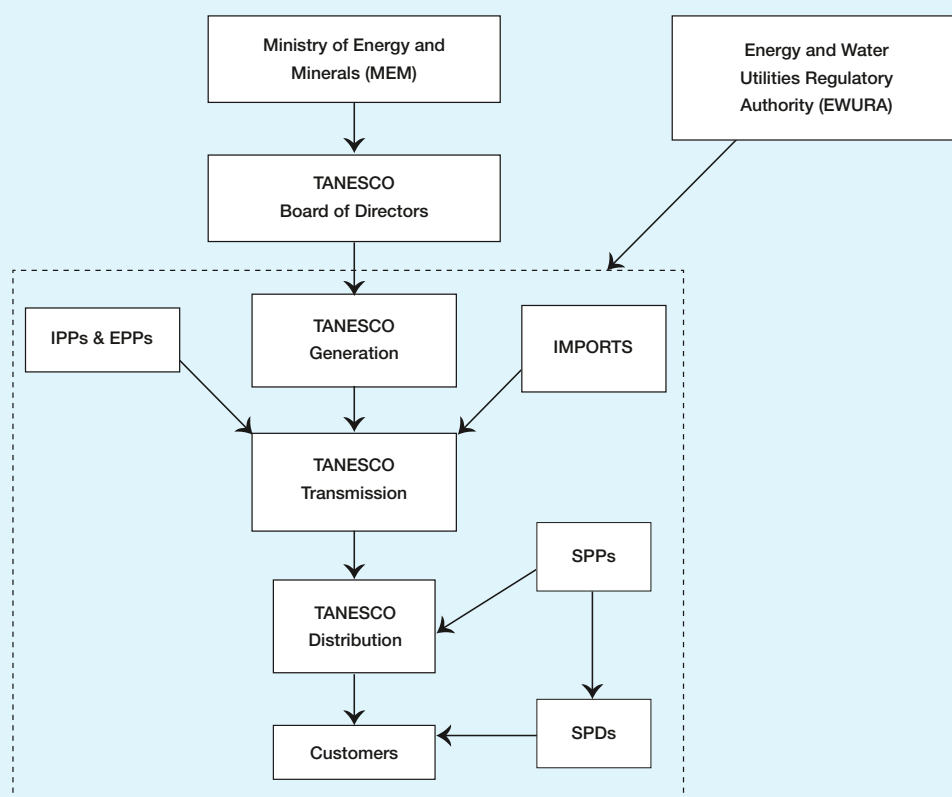 Ministry of Energy and
Minerals (MEM)
Energy and Water
Utilities Regulatory
Authority (EWURA)
TANESCO
Board of Directors
IPPs & EPPs
TANESCO
Generation
IMPORTS
TANESCO
Transmission
SPPs
TANESCO
Distribution
SPDs
Customers